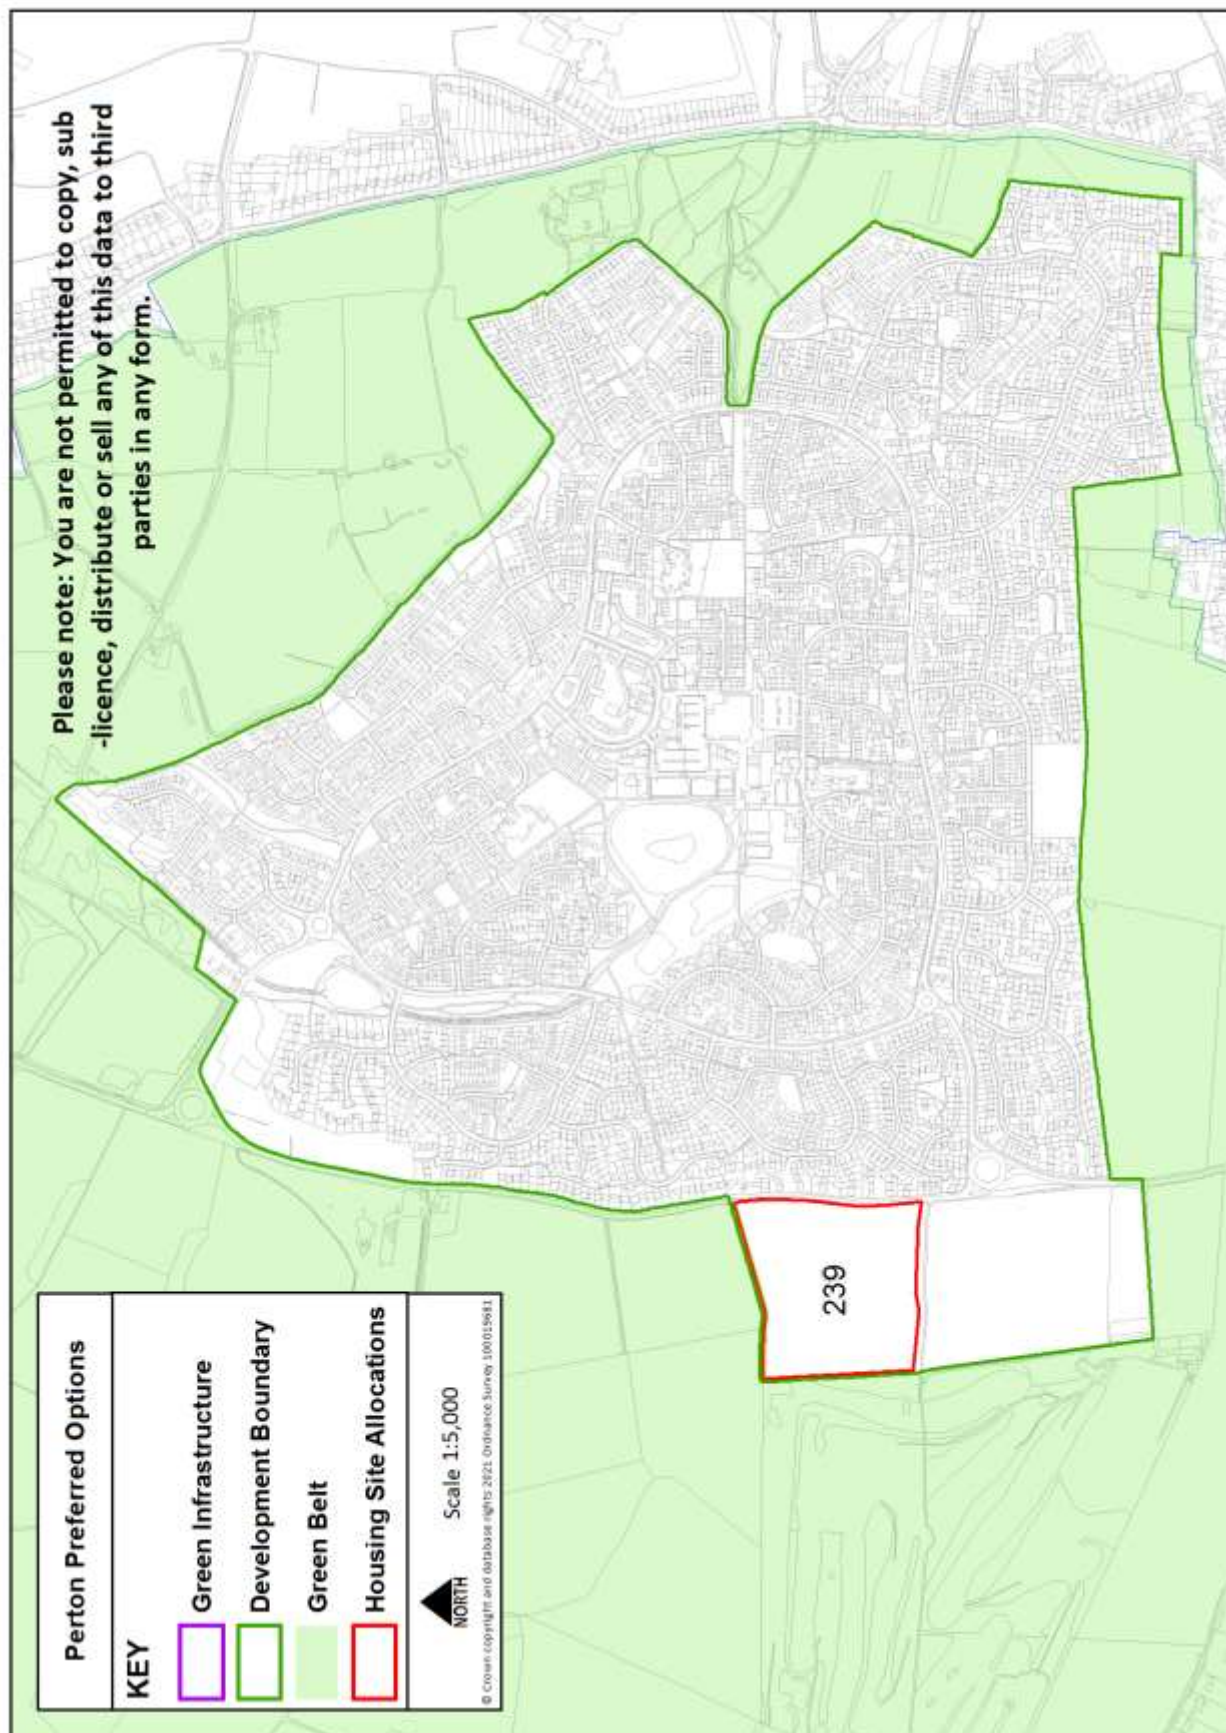 Please note: You are not permitted to copy, sub
-licence, distribute or sell any of this data to third
parties in any form.
Perton Preferred Options
KEY
Green Infrastructure
Development Boundary
Green Belt
Housing Site Allocations
NORTH
Scale 1:5,000
© Crown copyright and database rights 2021 Ordnance Survey 100019681
239